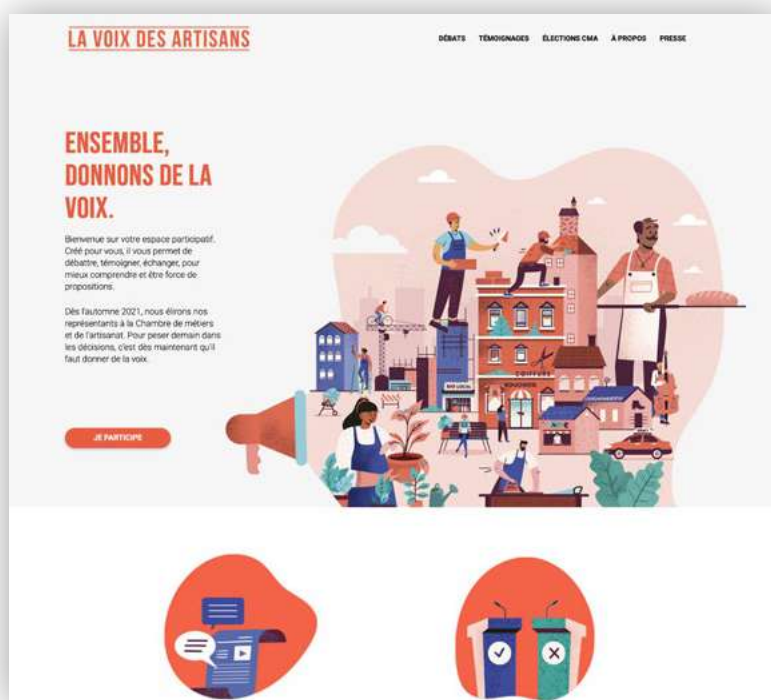 LA VOIX DES ARTISANS
DÉBATS TÉMOIGNAGES ÉLECTIONS CMA À PROPOS PRESSE
ENSEMBLE,
DONNONS DE LA
VOIX.
Bienvenue sur votre espace participatif.
Créé pour vous, il vous permet de
débattre, témoigner, échanger, pour
mieux comprendre et être force de
propositions.
Dès l'automne 2021, nous élirons nos
représentants à la Chambre de métiers
et de l'artisanat. Pour peser demain dans
les décisions, c'est dès maintenant qu'il
faut donner de la voix.
JE PARTICIPE
COIFFURE
BOUCHER